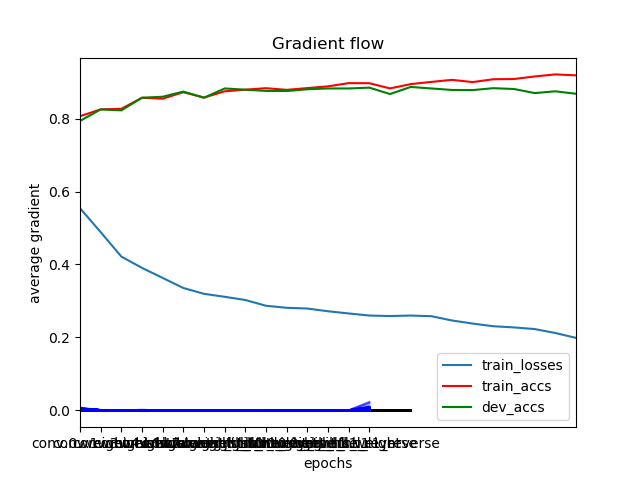 Gradient flow
average gradient
0.8
0.6
0.4
0.2
0.0
train_losses
train_accs
dev_accs
epochs